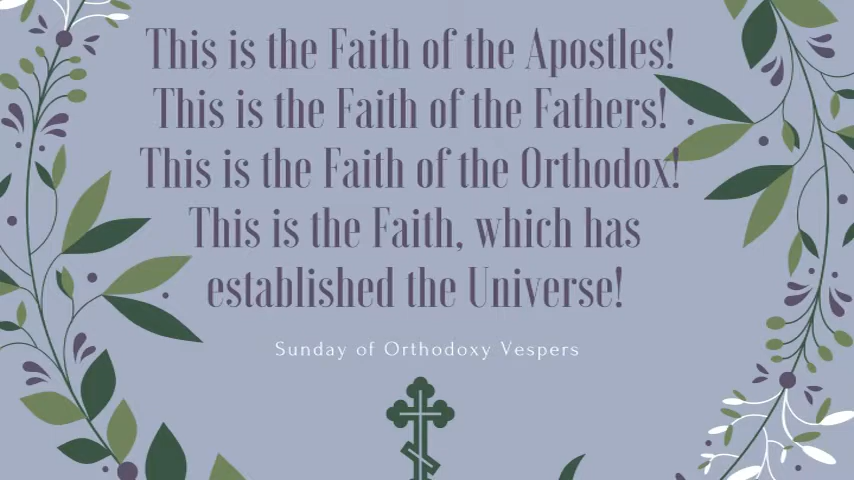 This is the Faith of the Apostles!
This is the Faith of the Fathers!
This is the Faith of the Orthodox!
This is the Faith, which has
established the Universe!
Sunday of Orthodoxy Vespers